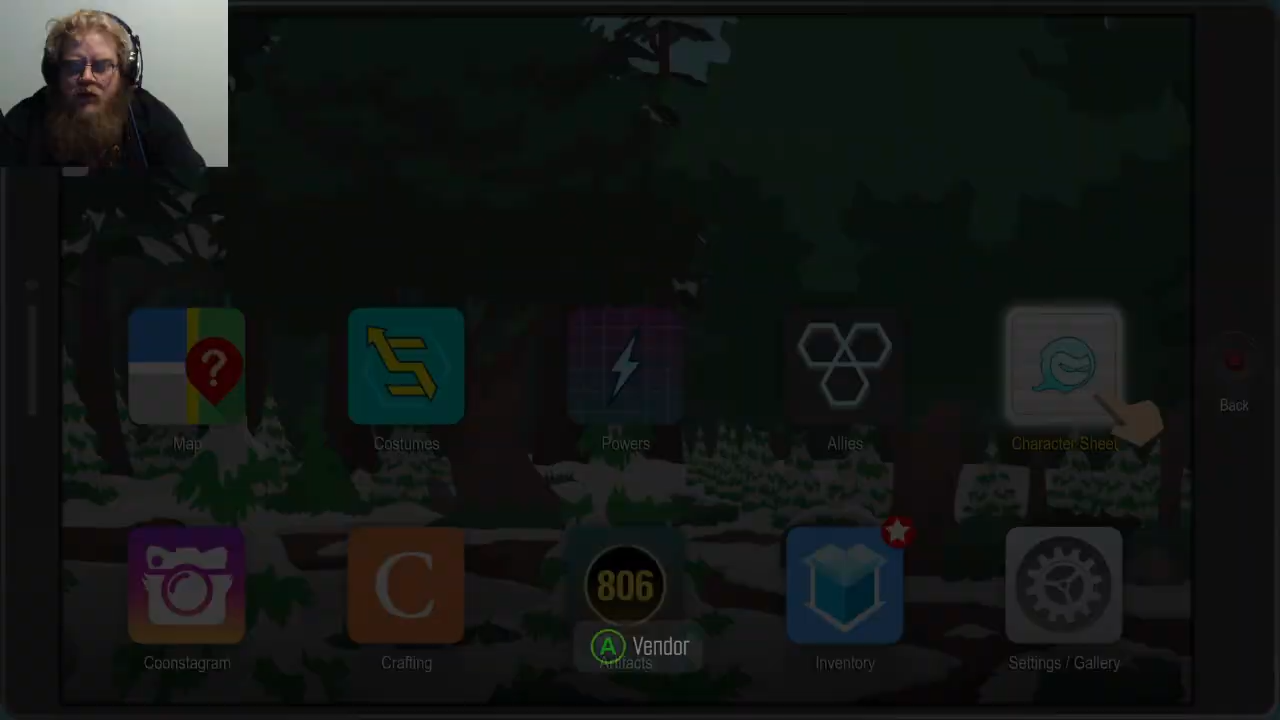 ?
Map
Costumes
Powers
Allies
Character Sheet
Back
C
806
A Vendor
Coonstagram
Crafting
Artifacts
Inventory
Settings / Gallery